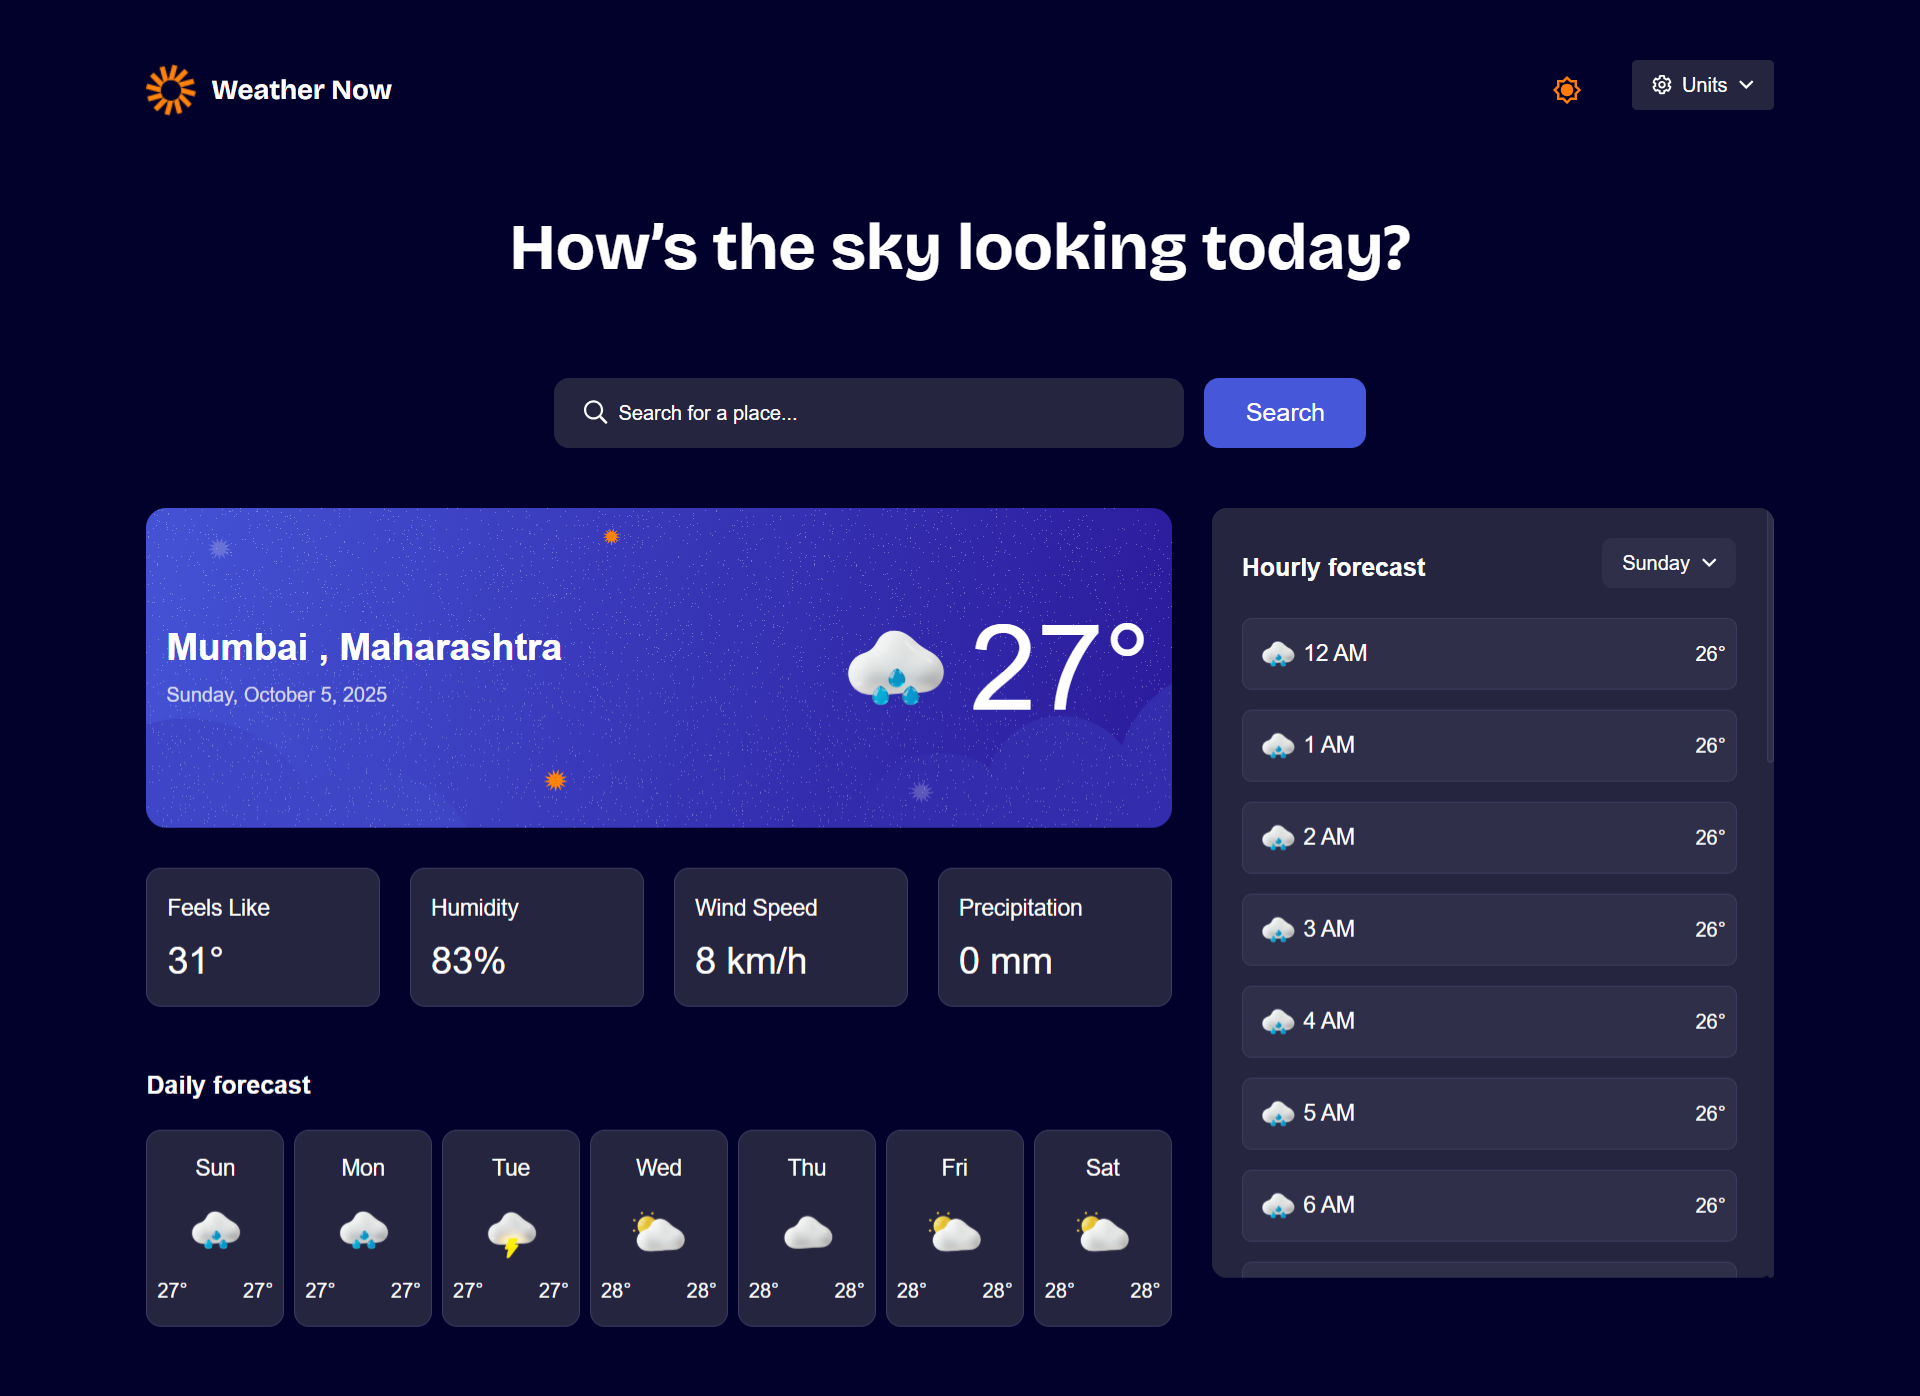 Weather Now
Units
How's the sky looking today?
Search for a place...
Search
Mumbai , Maharashtra
Sunday, October 5, 2025
27°
Feels Like
31°
Humidity
83%
Wind Speed
8 km/h
Precipitation
0 mm
Daily forecast
Sun
27° 27°
Mon
27° 27°
Tue
27° 27°
Wed
28° 28°
Thu
28° 28°
Fri
28° 28°
Sat
28° 28°
Hourly forecast
Sunday
12 AM 26°
1 AM 26°
2 AM 26°
3 AM 26°
4 AM 26°
5 AM 26°
6 AM 26°